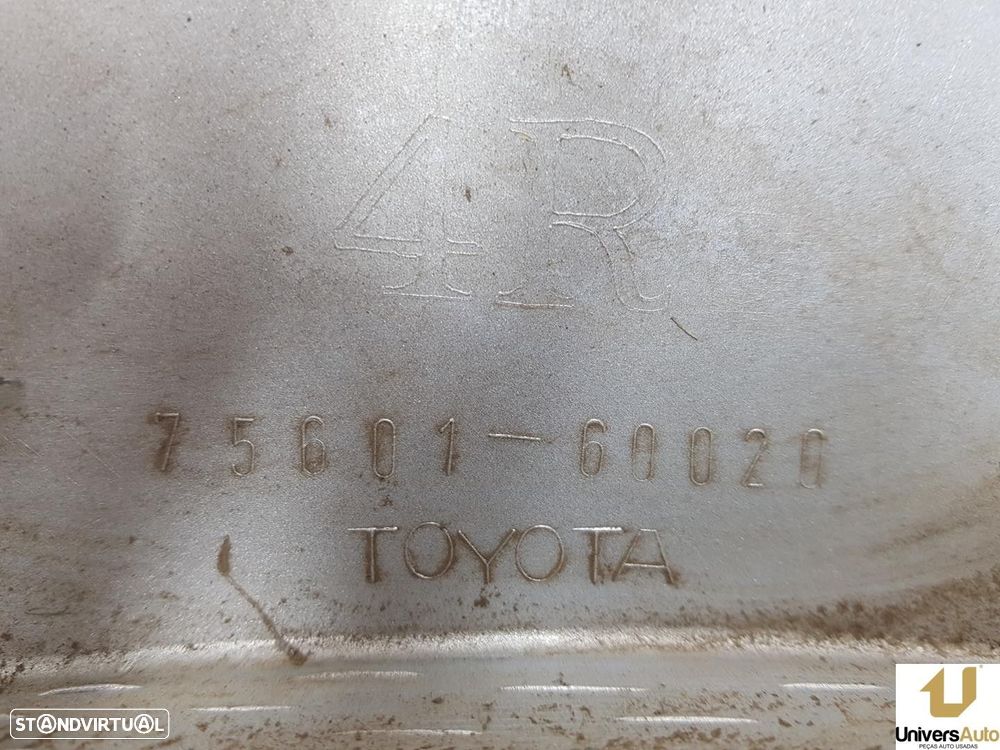 4R
75601-60020
TOYOTA
STANDVIRTUAL
UniversAuto
PEÇAS AUTO USADAS